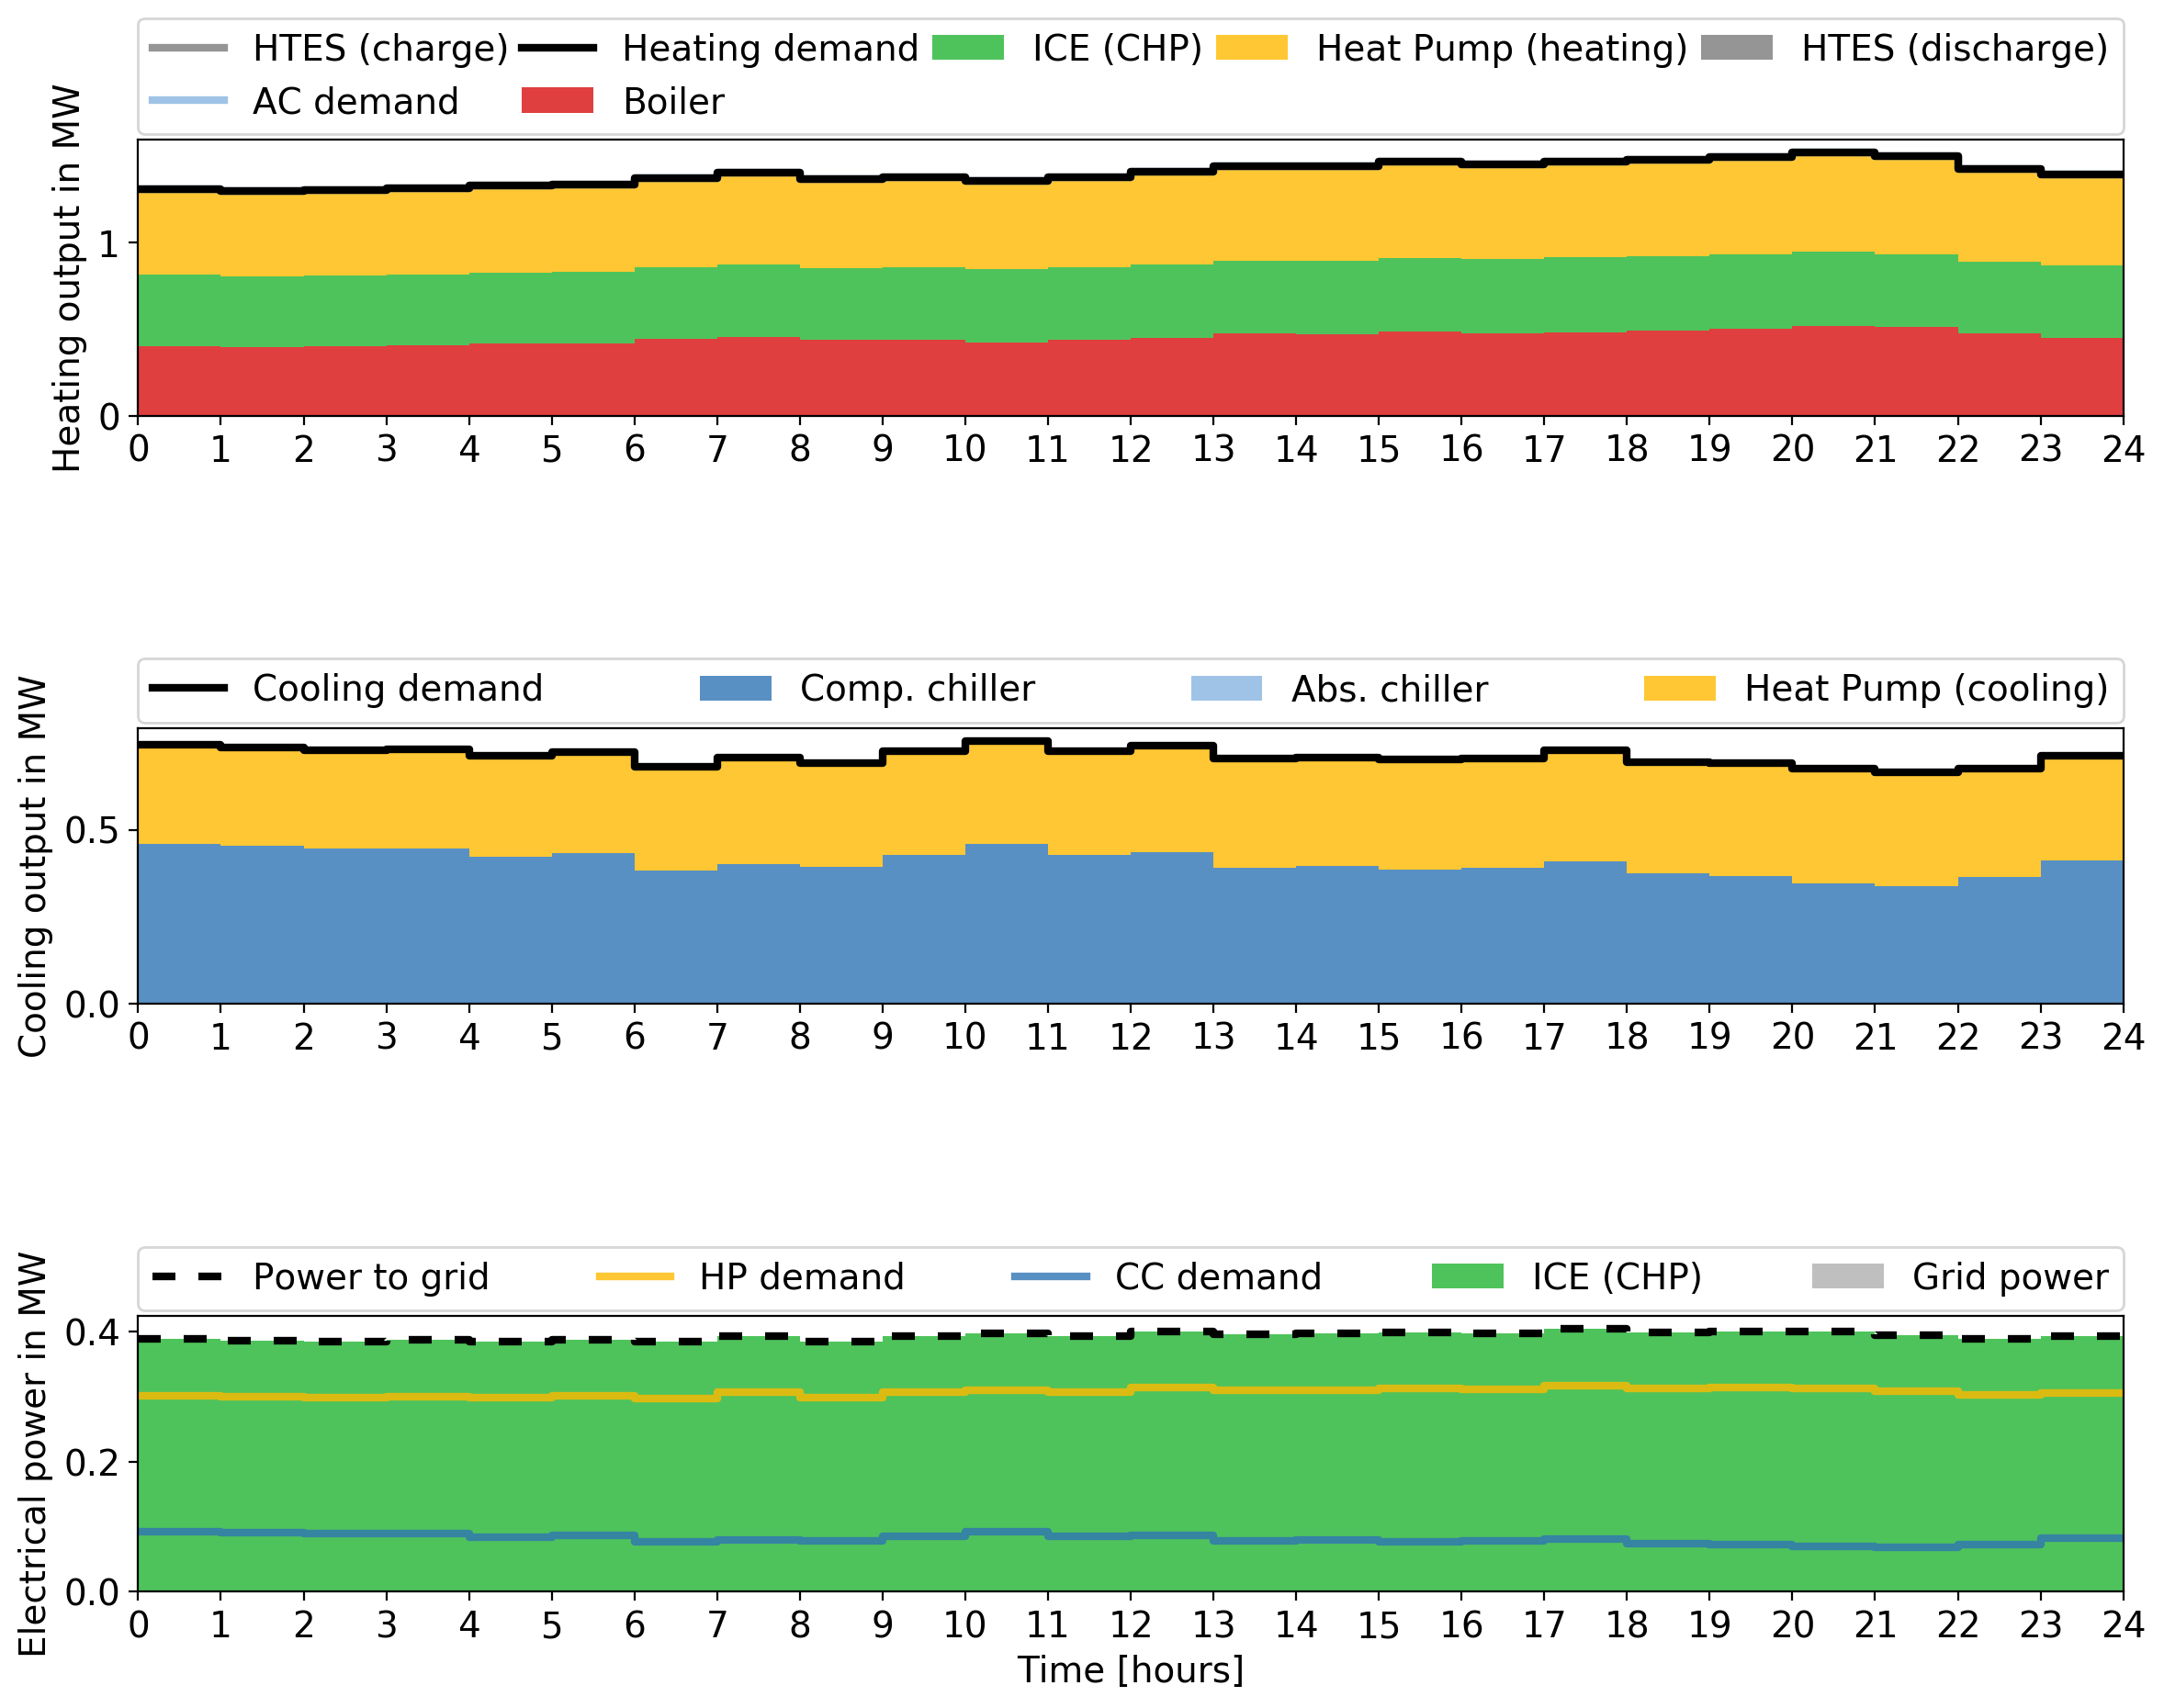 HTES (charge) Heating demand ICE (CHP) Heat Pump (heating) HTES (discharge)
AC demand Boiler
Heating output in MW
1
0
0 1 2 3 4 5 6 7 8 9 10 11 12 13 14 15 16 17 18 19 20 21 22 23 24
Cooling demand Comp. chiller Abs. chiller Heat Pump (cooling)
Cooling output in MW
0.5
0.0
0 1 2 3 4 5 6 7 8 9 10 11 12 13 14 15 16 17 18 19 20 21 22 23 24
Power to grid HP demand CC demand ICE (CHP) Grid power
Electrical power in MW
0.4
0.2
0.0
0 1 2 3 4 5 6 7 8 9 10 11 12 13 14 15 16 17 18 19 20 21 22 23 24
Time [hours]